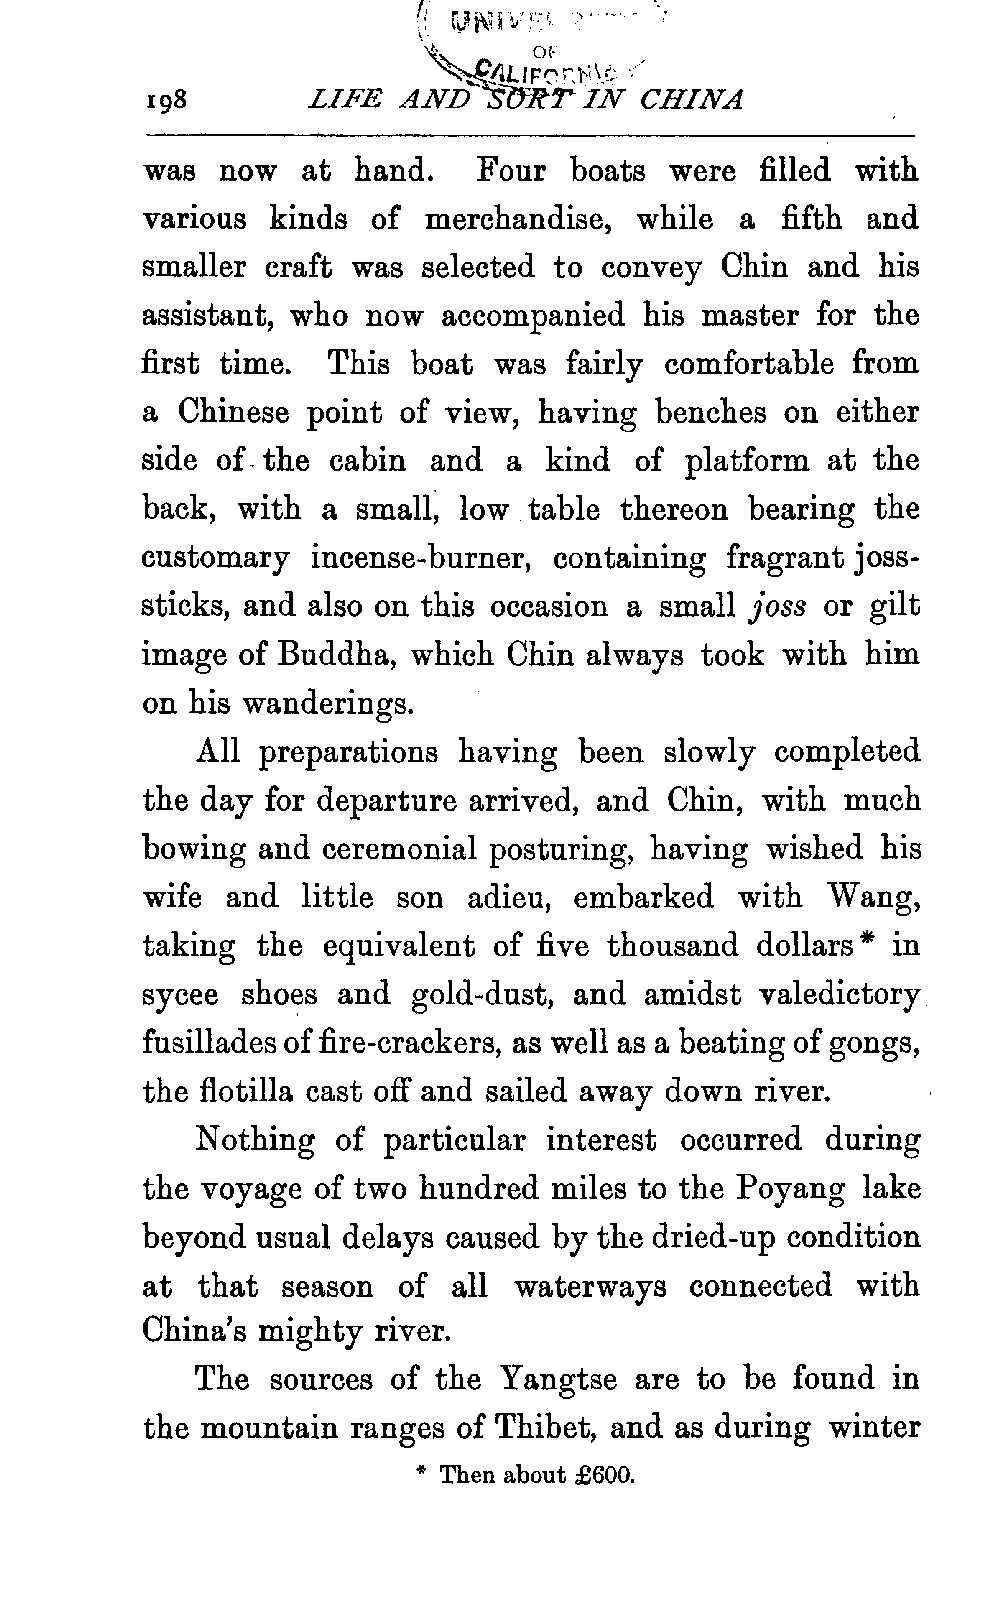 OF
CALIFORNIA
198 LIFE AND SORT IN CHINA
was now at hand. Four boats were filled with
various kinds of merchandise, while a fifth and
smaller craft was selected to convey Chin and his
assistant, who now accompanied his master for the
first time. This boat was fairly comfortable from
a Chinese point of view, having benches on either
side of the cabin and a kind of platform at the
back, with a small, low table thereon bearing the
customary incense-burner, containing fragrant joss-
sticks, and also on this occasion a small joss or gilt
image of Buddha, which Chin always took with him
on his wanderings.
All preparations having been slowly completed
the day for departure arrived, and Chin, with much
bowing and ceremonial posturing, having wished his
wife and little son adieu, embarked with Wang,
taking the equivalent of five thousand dollars* in
sycee shoes and gold-dust, and amidst valedictory
fusillades of fire-crackers, as well as a beating of gongs,
the flotilla cast off and sailed away down river.
Nothing of particular interest occurred during
the voyage of two hundred miles to the Poyang lake
beyond usual delays caused by the dried-up condition
at that season of all waterways connected with
China's mighty river.
The sources of the Yangtse are to be found in
the mountain ranges of Thibet, and as during winter
* Then about £600.